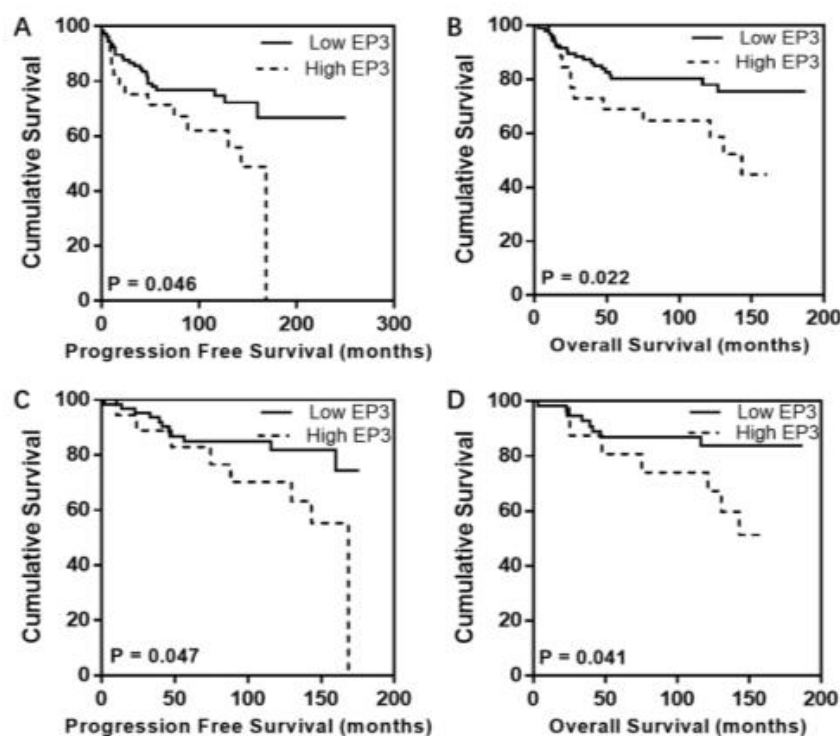 A
100
80
60
40
20
0
Cumulative Survival
Low EP3
High EP3
P = 0.046
0 100 200 300
Progression Free Survival (months)
B
100
80
60
40
20
0
Cumulative Survival
Low EP3
High EP3
P = 0.022
0 50 100 150 200
Overall Survival (months)
C
100
80
60
40
20
0
Cumulative Survival
Low EP3
High EP3
P = 0.047
0 50 100 150 200
Progression Free Survival (months)
D
100
80
60
40
20
0
Cumulative Survival
Low EP3
High EP3
P = 0.041
0 50 100 150 200
Overall Survival (months)